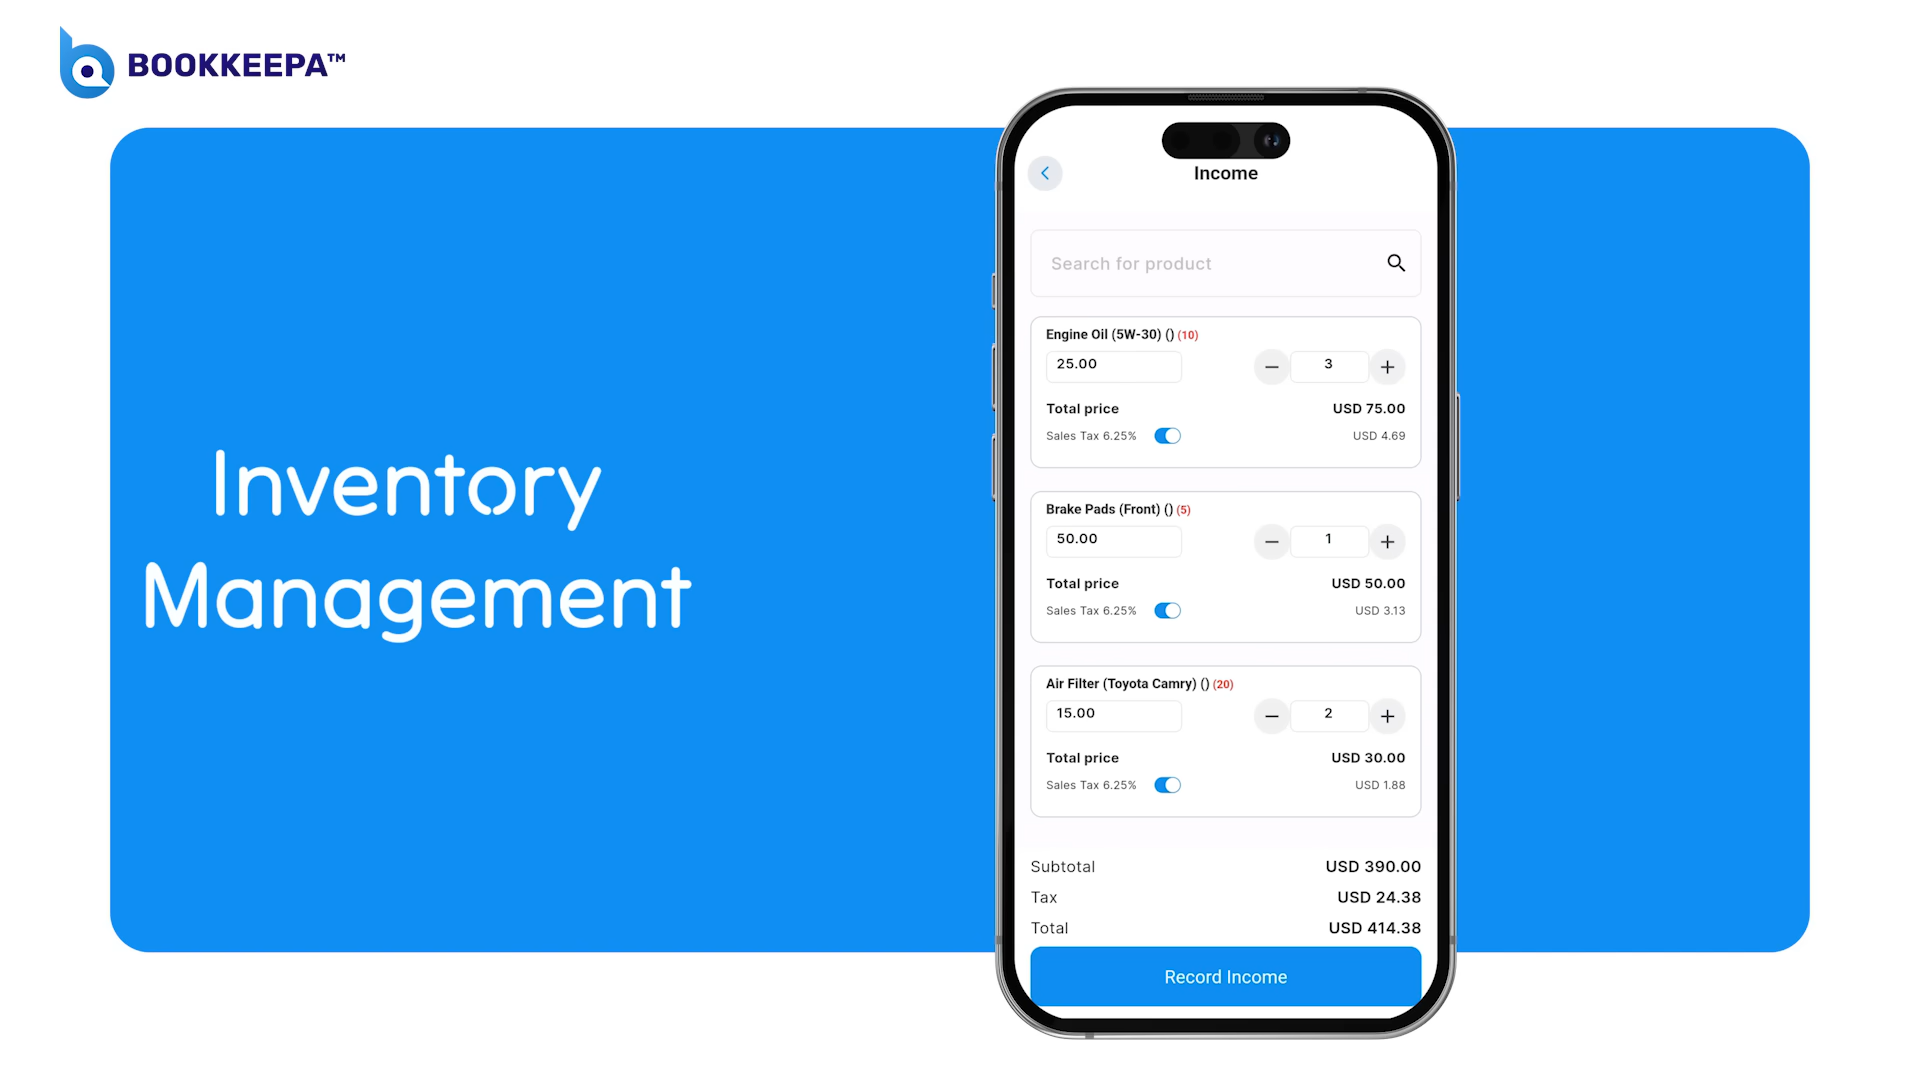 BOOKKEEPA™
Inventory
Management
Income
Search for product
Engine Oil (5W-30) () (10)
25.00
− 3 +
Total price USD 75.00
Sales Tax 6.25% USD 4.69
Brake Pads (Front) () (5)
50.00
− 1 +
Total price USD 50.00
Sales Tax 6.25% USD 3.13
Air Filter (Toyota Camry) () (20)
15.00
− 2 +
Total price USD 30.00
Sales Tax 6.25% USD 1.88
Subtotal USD 390.00
Tax USD 24.38
Total USD 414.38
Record Income